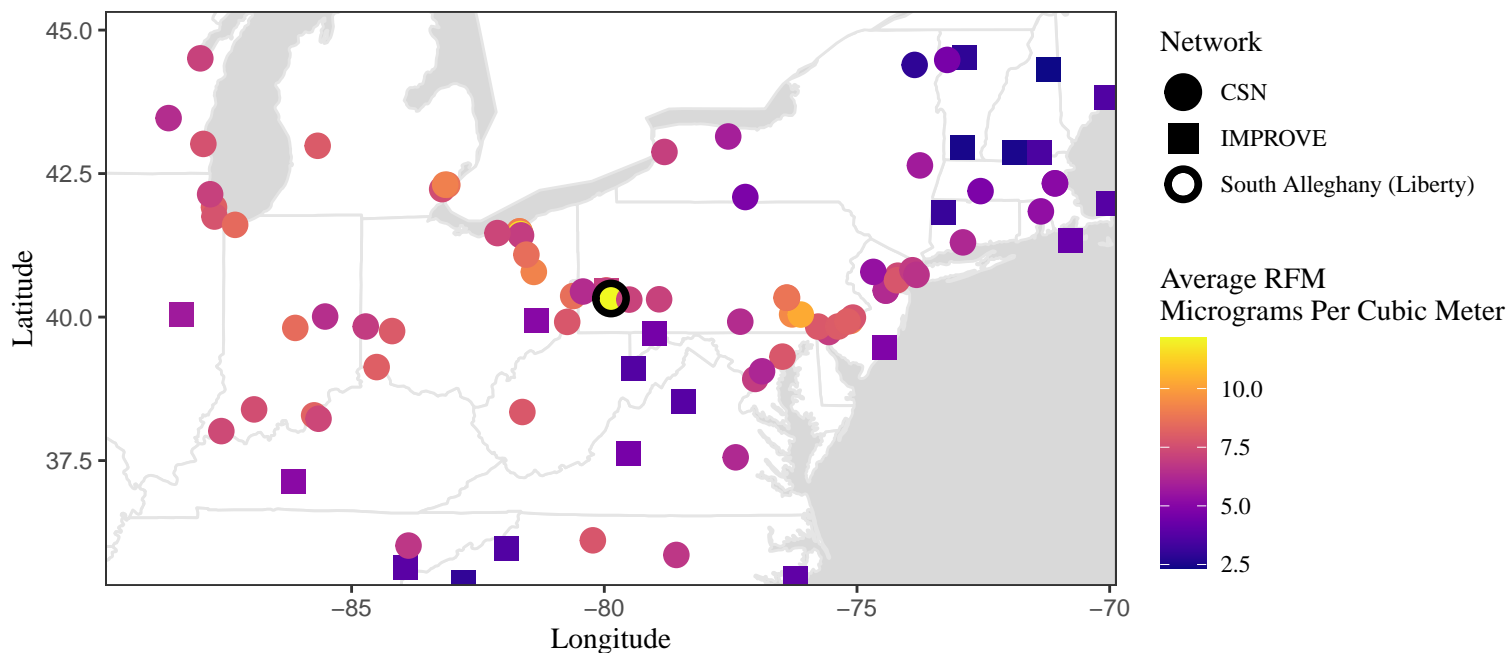 45.0
42.5
40.0
37.5
Latitude
−85
−80
−75
−70
Longitude
Network
CSN
IMPROVE
South Alleghany (Liberty)
Average RFM
Micrograms Per Cubic Meter
10.0
7.5
5.0
2.5